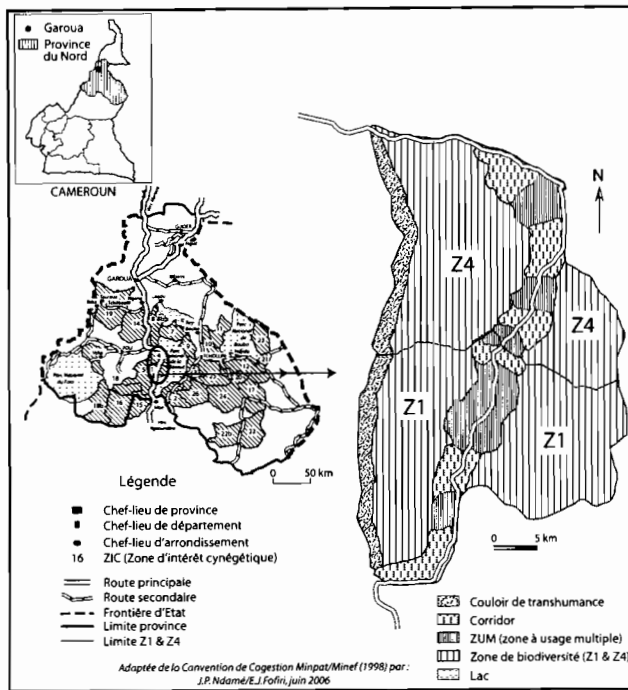 Garoua
Province
du Nord
CAMEROUN
N
Z4
Z4
Z1
Z1
GAROUA
0 50 km
0 5 km
Légende
Chef-lieu de province
Chef-lieu de département
Chef-lieu d'arrondissement
16 ZIC (Zone d'intérêt cynégétique)
Route principale
Route secondaire
Frontière d'Etat
Limite province
Limite Z1 & Z4
Couloir de transhumance
Corridor
ZUM (zone à usage multiple)
Zone de biodiversité (Z1 & Z4)
Lac
Adaptée de la Convention de Cogestion Minpat/Minef (1998) par :
J.P. Ndamé/E.J.Fofiri, juin 2006